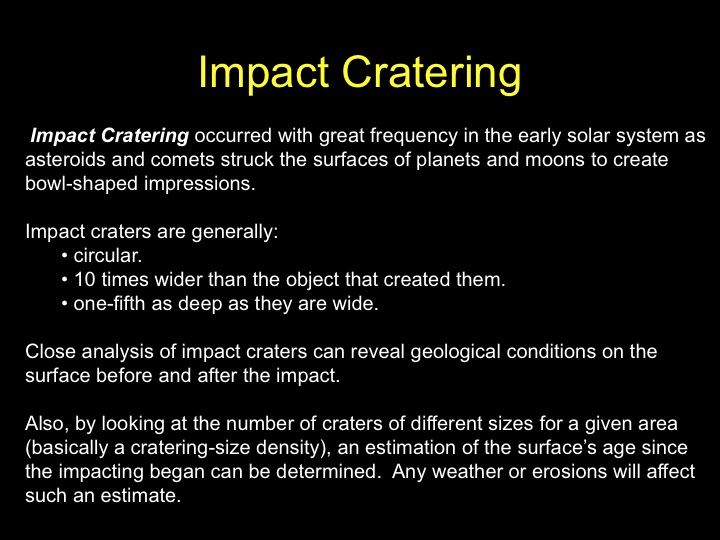 Impact Cratering
Impact Cratering occurred with great frequency in the early solar system as
asteroids and comets struck the surfaces of planets and moons to create
bowl-shaped impressions.
Impact craters are generally:
• circular.
• 10 times wider than the object that created them.
• one-fifth as deep as they are wide.
Close analysis of impact craters can reveal geological conditions on the
surface before and after the impact.
Also, by looking at the number of craters of different sizes for a given area
(basically a cratering-size density), an estimation of the surface’s age since
the impacting began can be determined.  Any weather or erosions will affect
such an estimate.